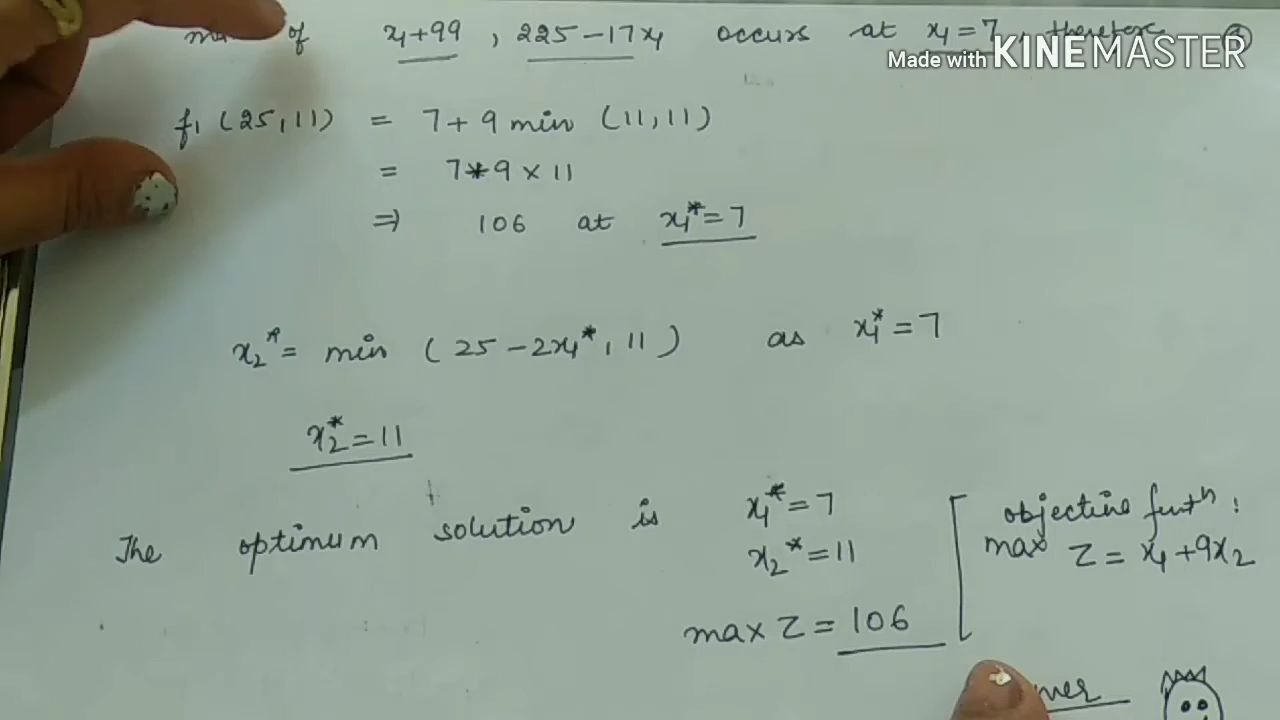 of x₁+99 , 225-17x₁ occurs at x₁=7, therefore
Made with KINEMASTER
f₁ (25,11) = 7+9 min (11,11)
= 7*9×11
⇒ 106 at x₁*=7
x₂*= min (25-2x₁*, 11) as x₁*=7
x₂*=11
The optimum solution is x₁*=7
x₂*=11
max Z = 106
[ objective functⁿ :
max Z = x₁+9x₂